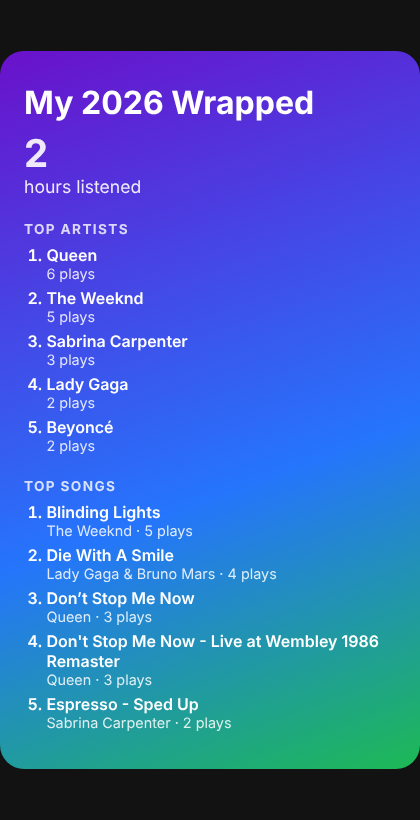 My 2026 Wrapped
2
hours listened
TOP ARTISTS
1. Queen
6 plays
2. The Weeknd
5 plays
3. Sabrina Carpenter
3 plays
4. Lady Gaga
2 plays
5. Beyoncé
2 plays
TOP SONGS
1. Blinding Lights
The Weeknd · 5 plays
2. Die With A Smile
Lady Gaga & Bruno Mars · 4 plays
3. Don’t Stop Me Now
Queen · 3 plays
4. Don't Stop Me Now - Live at Wembley 1986
Remaster
Queen · 3 plays
5. Espresso - Sped Up
Sabrina Carpenter · 2 plays